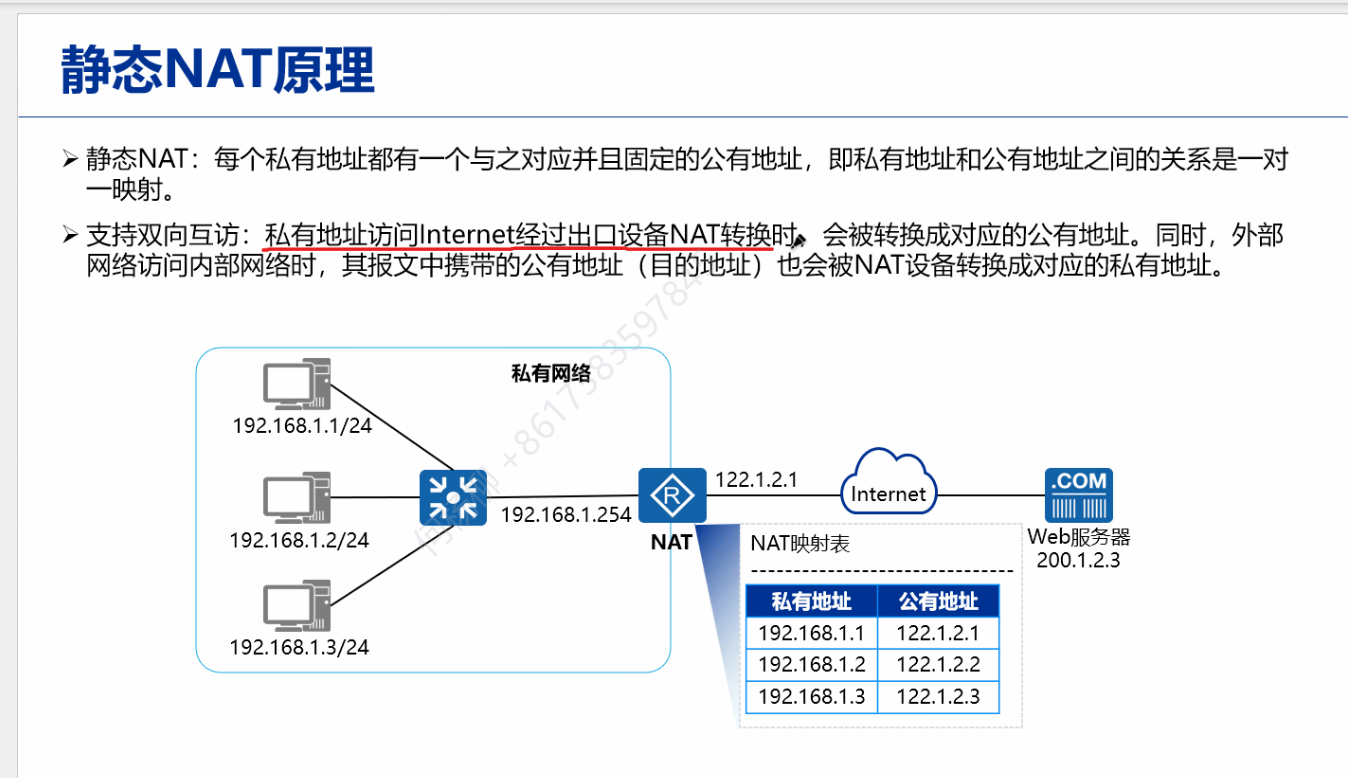 静态NAT原理
➢ 静态NAT：每个私有地址都有一个与之对应并且固定的公有地址，即私有地址和公有地址之间的关系是一对
一映射。
➢ 支持双向互访：私有地址访问Internet经过出口设备NAT转换时，会被转换成对应的公有地址。同时，外部
网络访问内部网络时，其报文中携带的公有地址（目的地址）也会被NAT设备转换成对应的私有地址。
私有网络
192.168.1.1/24
192.168.1.2/24
192.168.1.3/24
192.168.1.254
R
NAT
122.1.2.1
Internet
.COM
Web服务器
200.1.2.3
NAT映射表
私有地址 公有地址
192.168.1.1 122.1.2.1
192.168.1.2 122.1.2.2
192.168.1.3 122.1.2.3